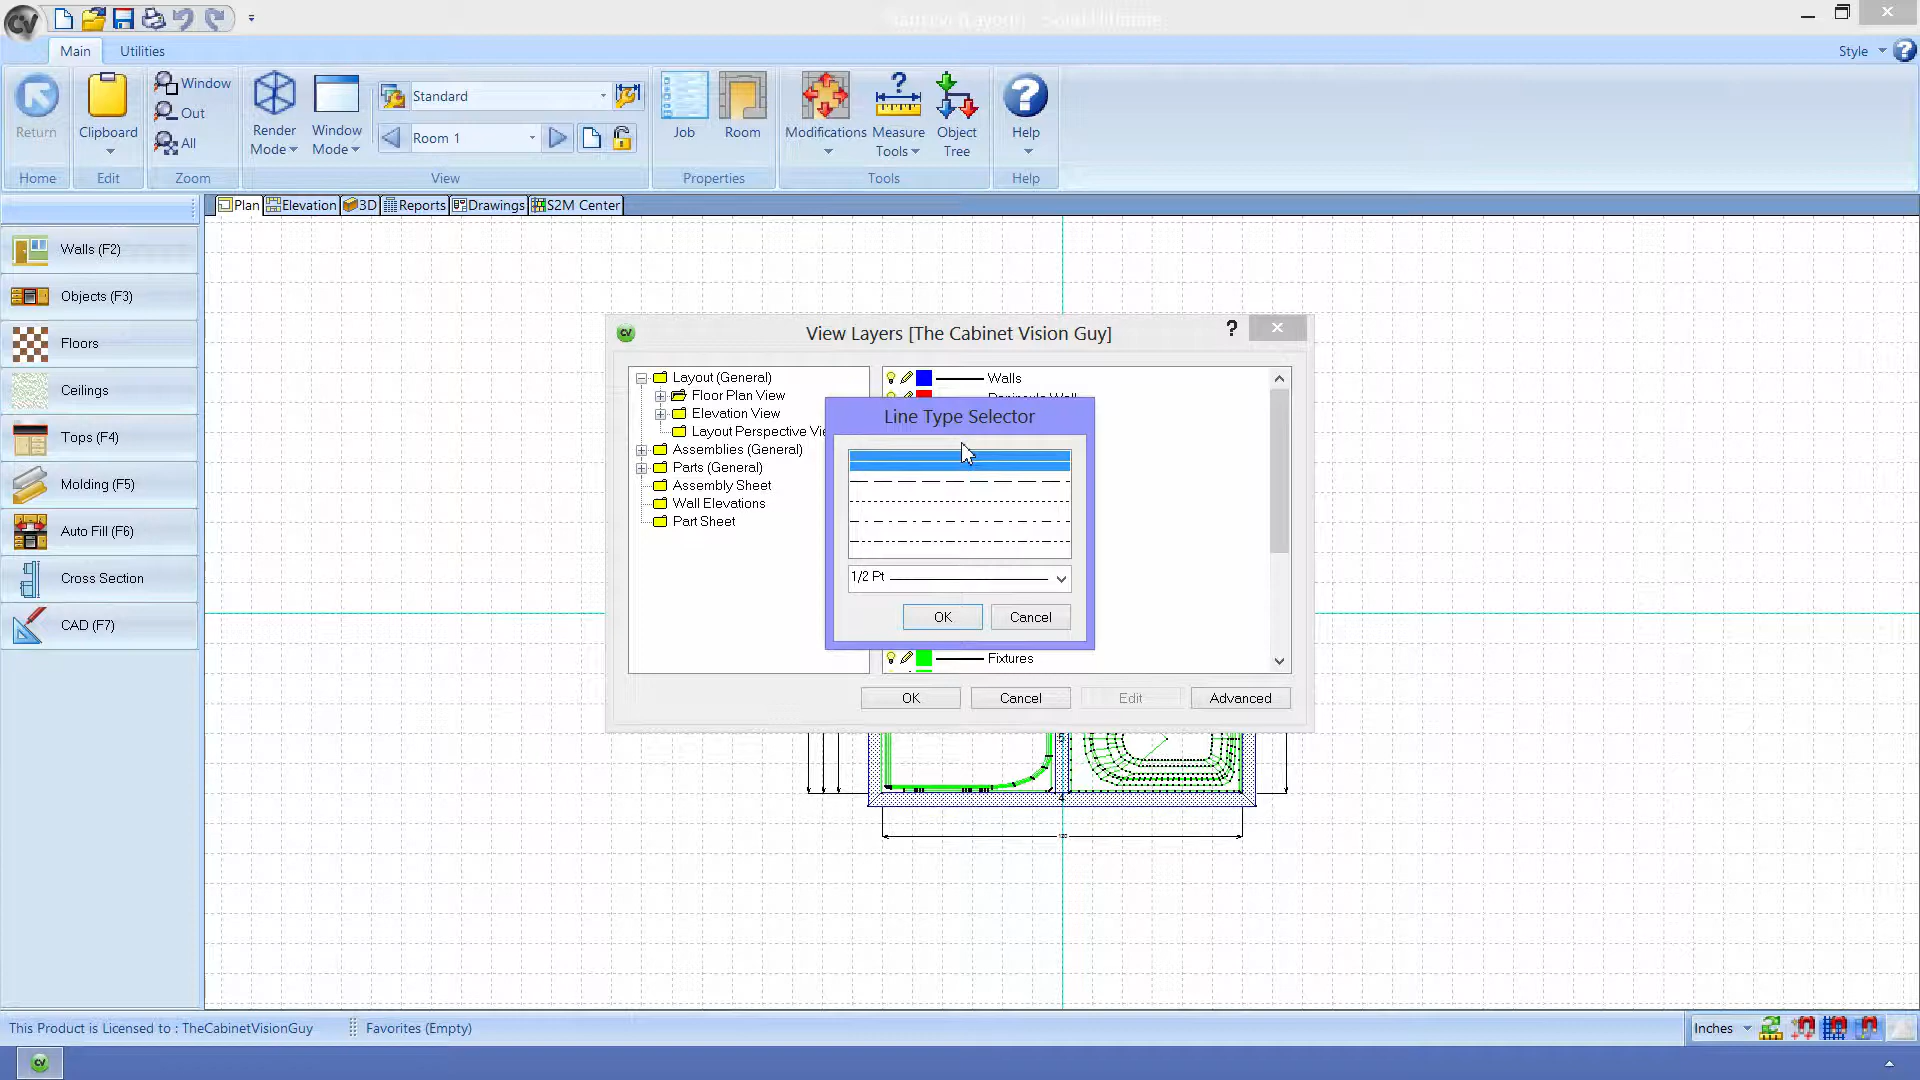 Main
Utilities
Style
Return
Clipboard
Window
Out
All
Render
Mode
Window
Mode
Standard
Room 1
Job
Room
Modifications
Measure
Tools
Object
Tree
Help
Home
Edit
Zoom
View
Properties
Tools
Help
Plan
Elevation
3D
Reports
Drawings
S2M Center
Walls (F2)
Objects (F3)
Floors
Ceilings
Tops (F4)
Molding (F5)
Auto Fill (F6)
Cross Section
CAD (F7)
View Layers [The Cabinet Vision Guy]
Layout (General)
Floor Plan View
Elevation View
Layout Perspective
Assemblies (General)
Parts (General)
Assembly Sheet
Wall Elevations
Part Sheet
Walls
Line Type Selector
1/2 Pt
OK
Cancel
Fixtures
OK
Cancel
Edit
Advanced
This Product is Licensed to : TheCabinetVisionGuy
Favorites (Empty)
Inches